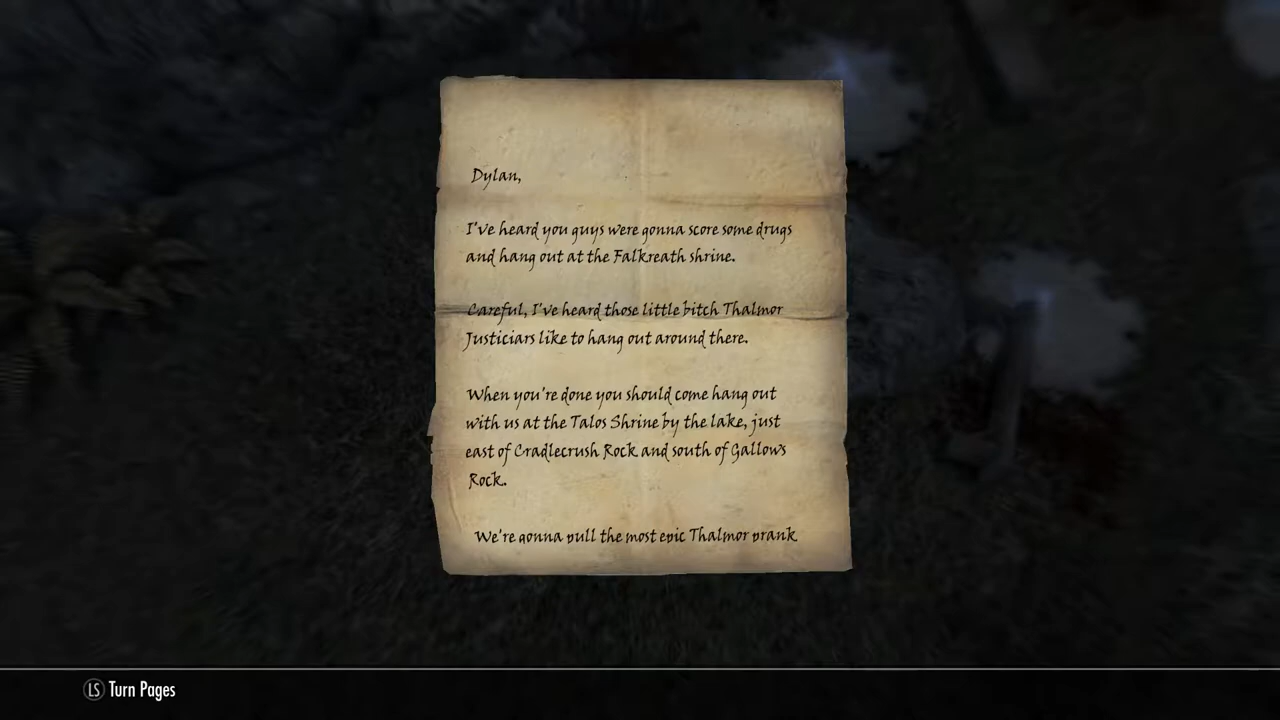 Dylan,
I've heard you guys were gonna score some drugs
and hang out at the Falkreath shrine.
Careful, I've heard those little bitch Thalmor
Justiciars like to hang out around there.
When you're done you should come hang out
with us at the Talos Shrine by the lake, just
east of Cradlecrush Rock and south of Gallows
Rock.
We're gonna pull the most epic Thalmor prank
LS Turn Pages